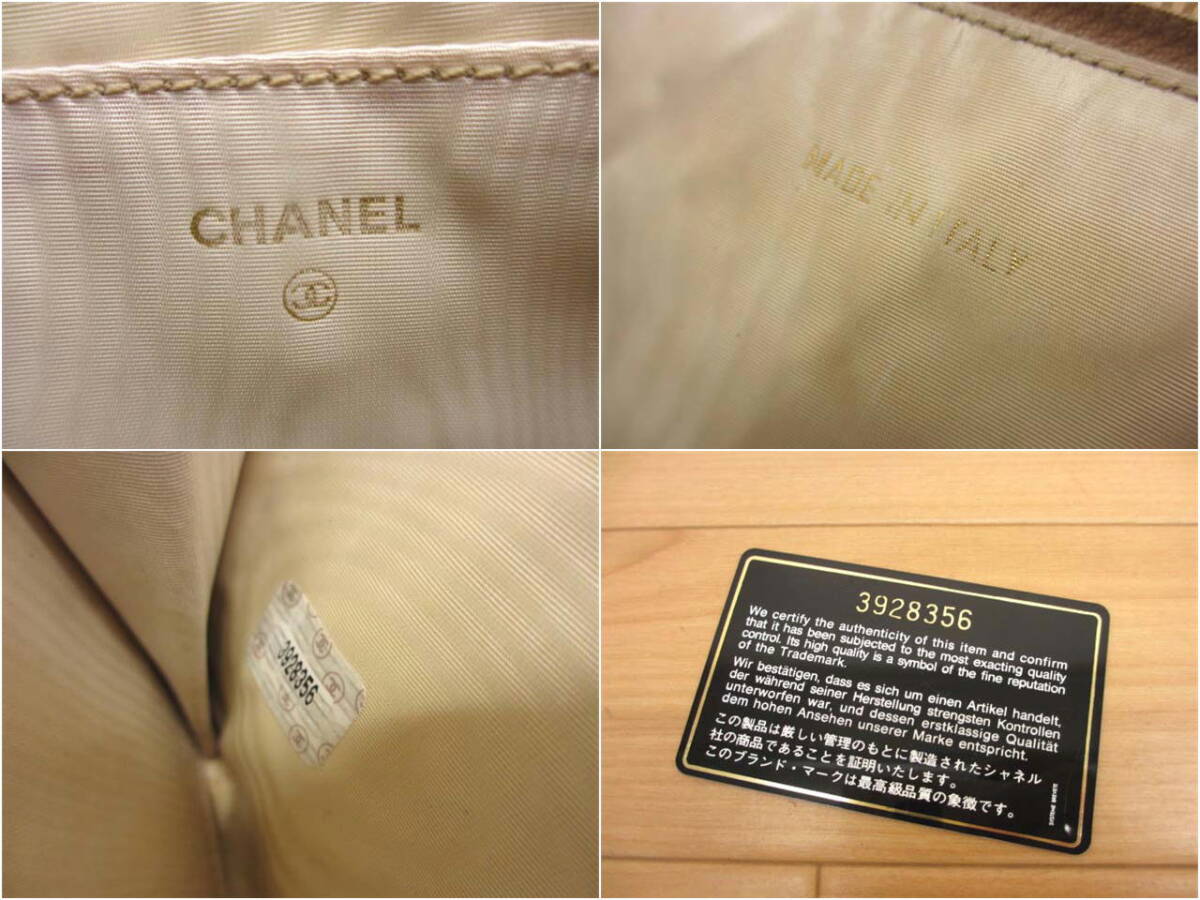 CHANEL
MADE IN ITALY
3928356
3928356
We certify the authenticity of this item and confirm
that it has been subjected to the most exacting quality
control. Its high quality is a symbol of the fine reputation
of the Trademark.
Wir bestätigen, dass es sich um einen Artikel handelt,
der während seiner Herstellung strengsten Kontrollen
unterworfen war, und dessen erstklassige Qualität
dem hohen Ansehen unserer Marke entspricht.
この製品は厳しい管理のもとに製造されたシャネル
社の商品であることを証明いたします。
このブランド・マークは最高級品質の象徴です。